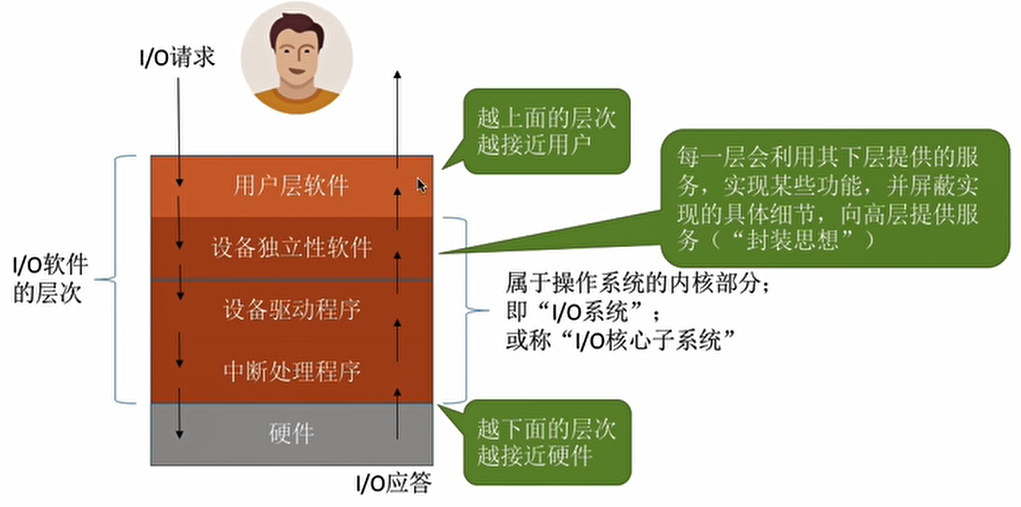 I/O请求
越上面的层次
越接近用户
每一层会利用其下层提供的服
务，实现某些功能，并屏蔽实
现的具体细节，向高层提供服
务（“封装思想”）
用户层软件
设备独立性软件
设备驱动程序
中断处理程序
硬件
I/O软件
的层次
属于操作系统的内核部分；
即“I/O系统”；
或称“I/O核心子系统”
越下面的层次
越接近硬件
I/O应答